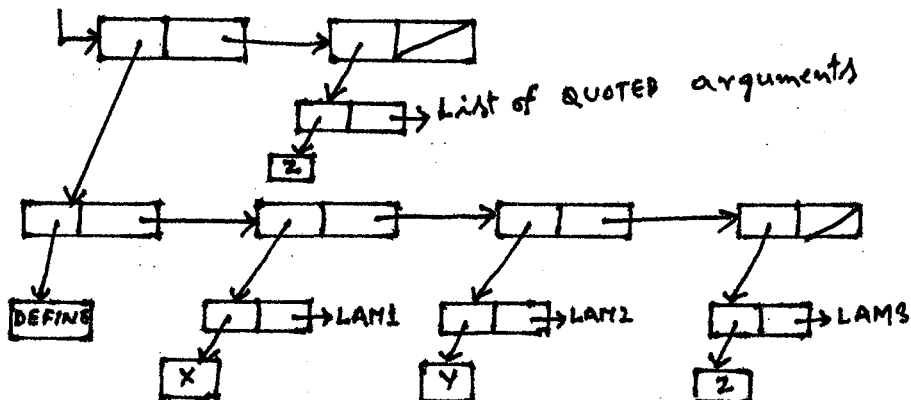 List of QUOTED arguments
Z
DEFINE
LAM1
LAM2
LAM3
X
Y
Z